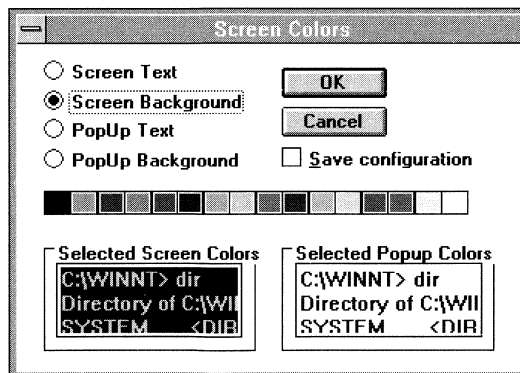 Screen Colors
Screen Text
Screen Background
PopUp Text
PopUp Background
OK
Cancel
Save configuration
Selected Screen Colors
C:\WINNT> dir
Directory of C:\WI
SYSTEM <DIR
Selected Popup Colors
C:\WINNT> dir
Directory of C:\WII
SYSTEM <DIR